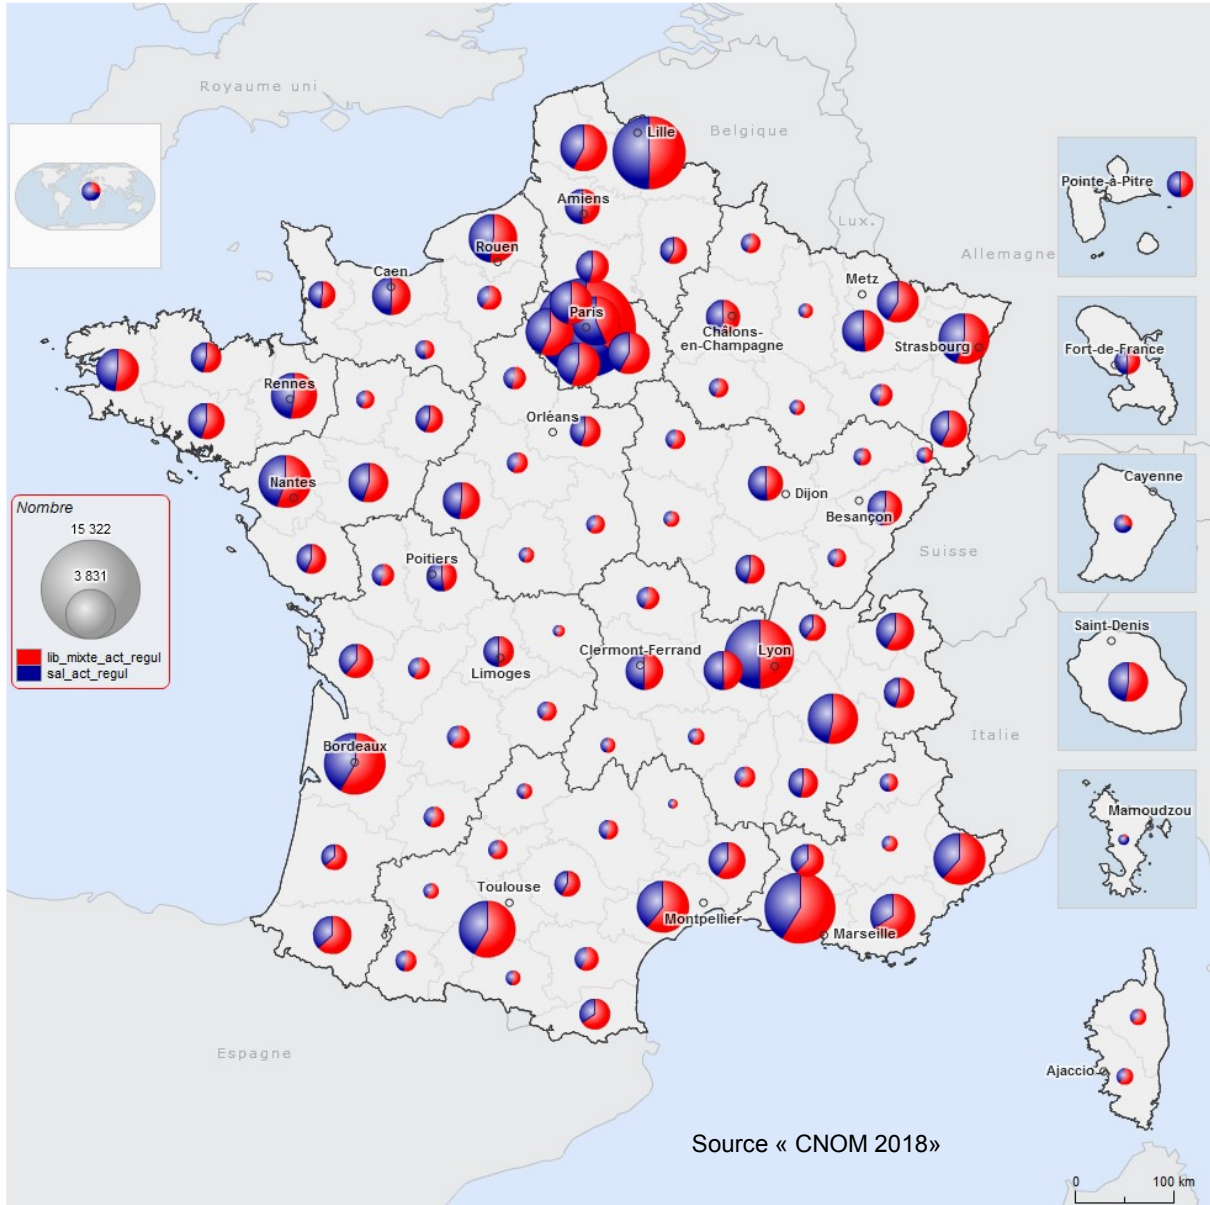 Royaume uni
Belgique
Lille
Amiens
Lux.
Allemagne
Rouen
Caen
Metz
Paris
Châlons-
en-Champagne
Strasbourg
Rennes
Orléans
Nantes
Dijon
Besançon
Suisse
Poitiers
Clermont-Ferrand
Lyon
Limoges
Italie
Bordeaux
Toulouse
Montpellier
Marseille
Espagne
Ajaccio
Pointe-à-Pitre
Fort-de-France
Cayenne
Saint-Denis
Mamoudzou
Nombre
15 322
3 831
lib_mixte_act_regul
sal_act_regul
Source « CNOM 2018»
0 100 km